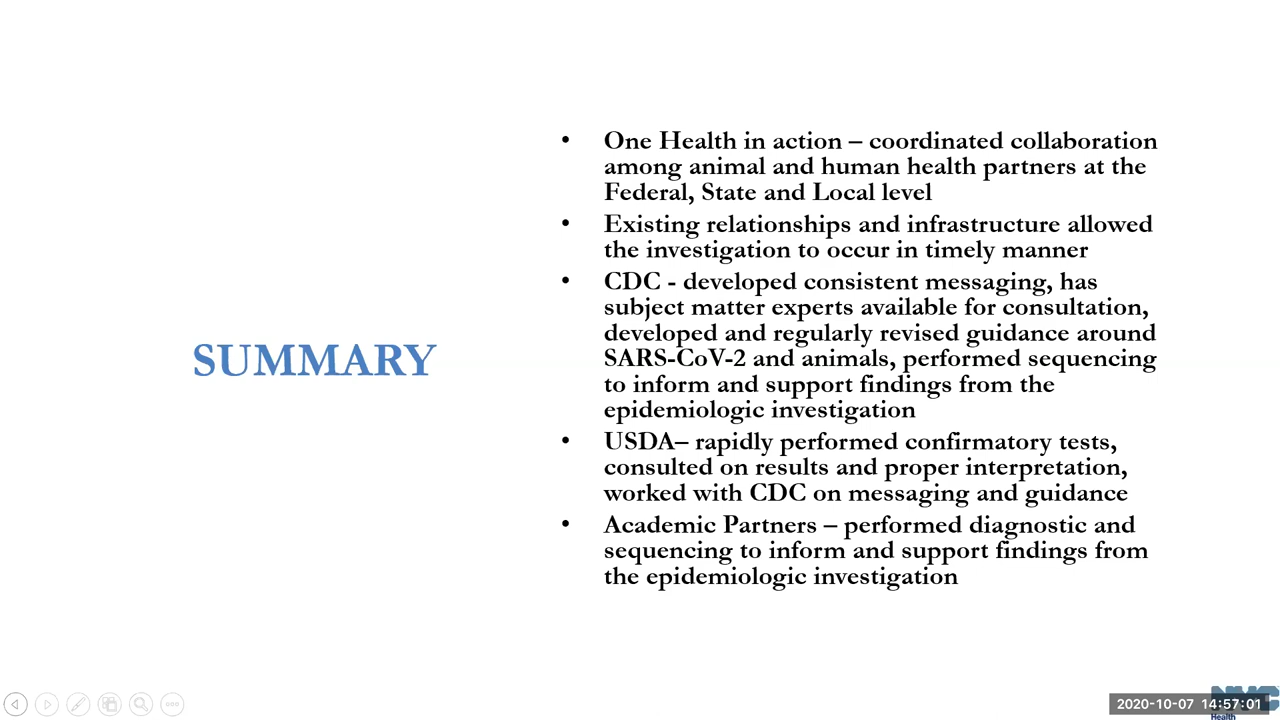 SUMMARY
• One Health in action – coordinated collaboration
among animal and human health partners at the
Federal, State and Local level
• Existing relationships and infrastructure allowed
the investigation to occur in timely manner
• CDC - developed consistent messaging, has
subject matter experts available for consultation,
developed and regularly revised guidance around
SARS-CoV-2 and animals, performed sequencing
to inform and support findings from the
epidemiologic investigation
• USDA– rapidly performed confirmatory tests,
consulted on results and proper interpretation,
worked with CDC on messaging and guidance
• Academic Partners – performed diagnostic and
sequencing to inform and support findings from
the epidemiologic investigation
NYC
2020-10-07 14:57:01
Health